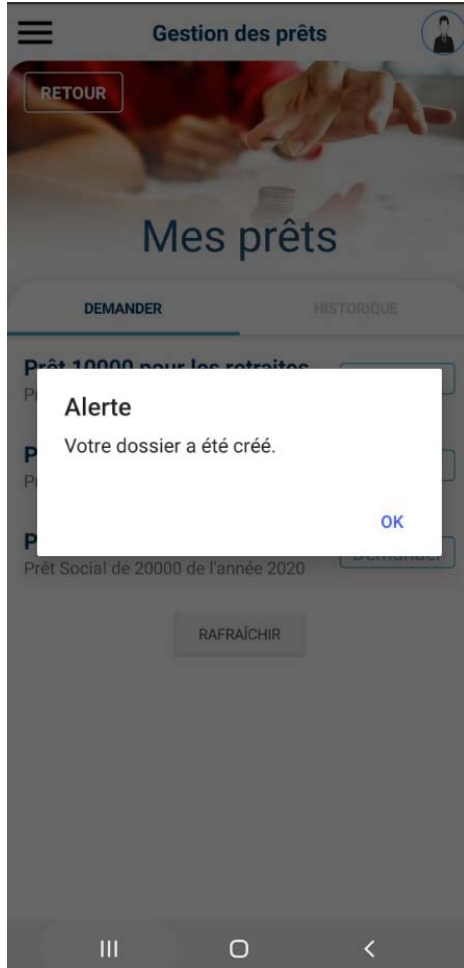 Gestion des prêts
RETOUR
Mes prêts
DEMANDER
HISTORIQUE
Prêt 10000 pour les retraites
Alerte
Votre dossier a été créé.
OK
Demander
Prêt Social de 20000 de l'année 2020
RAFRAÎCHIR